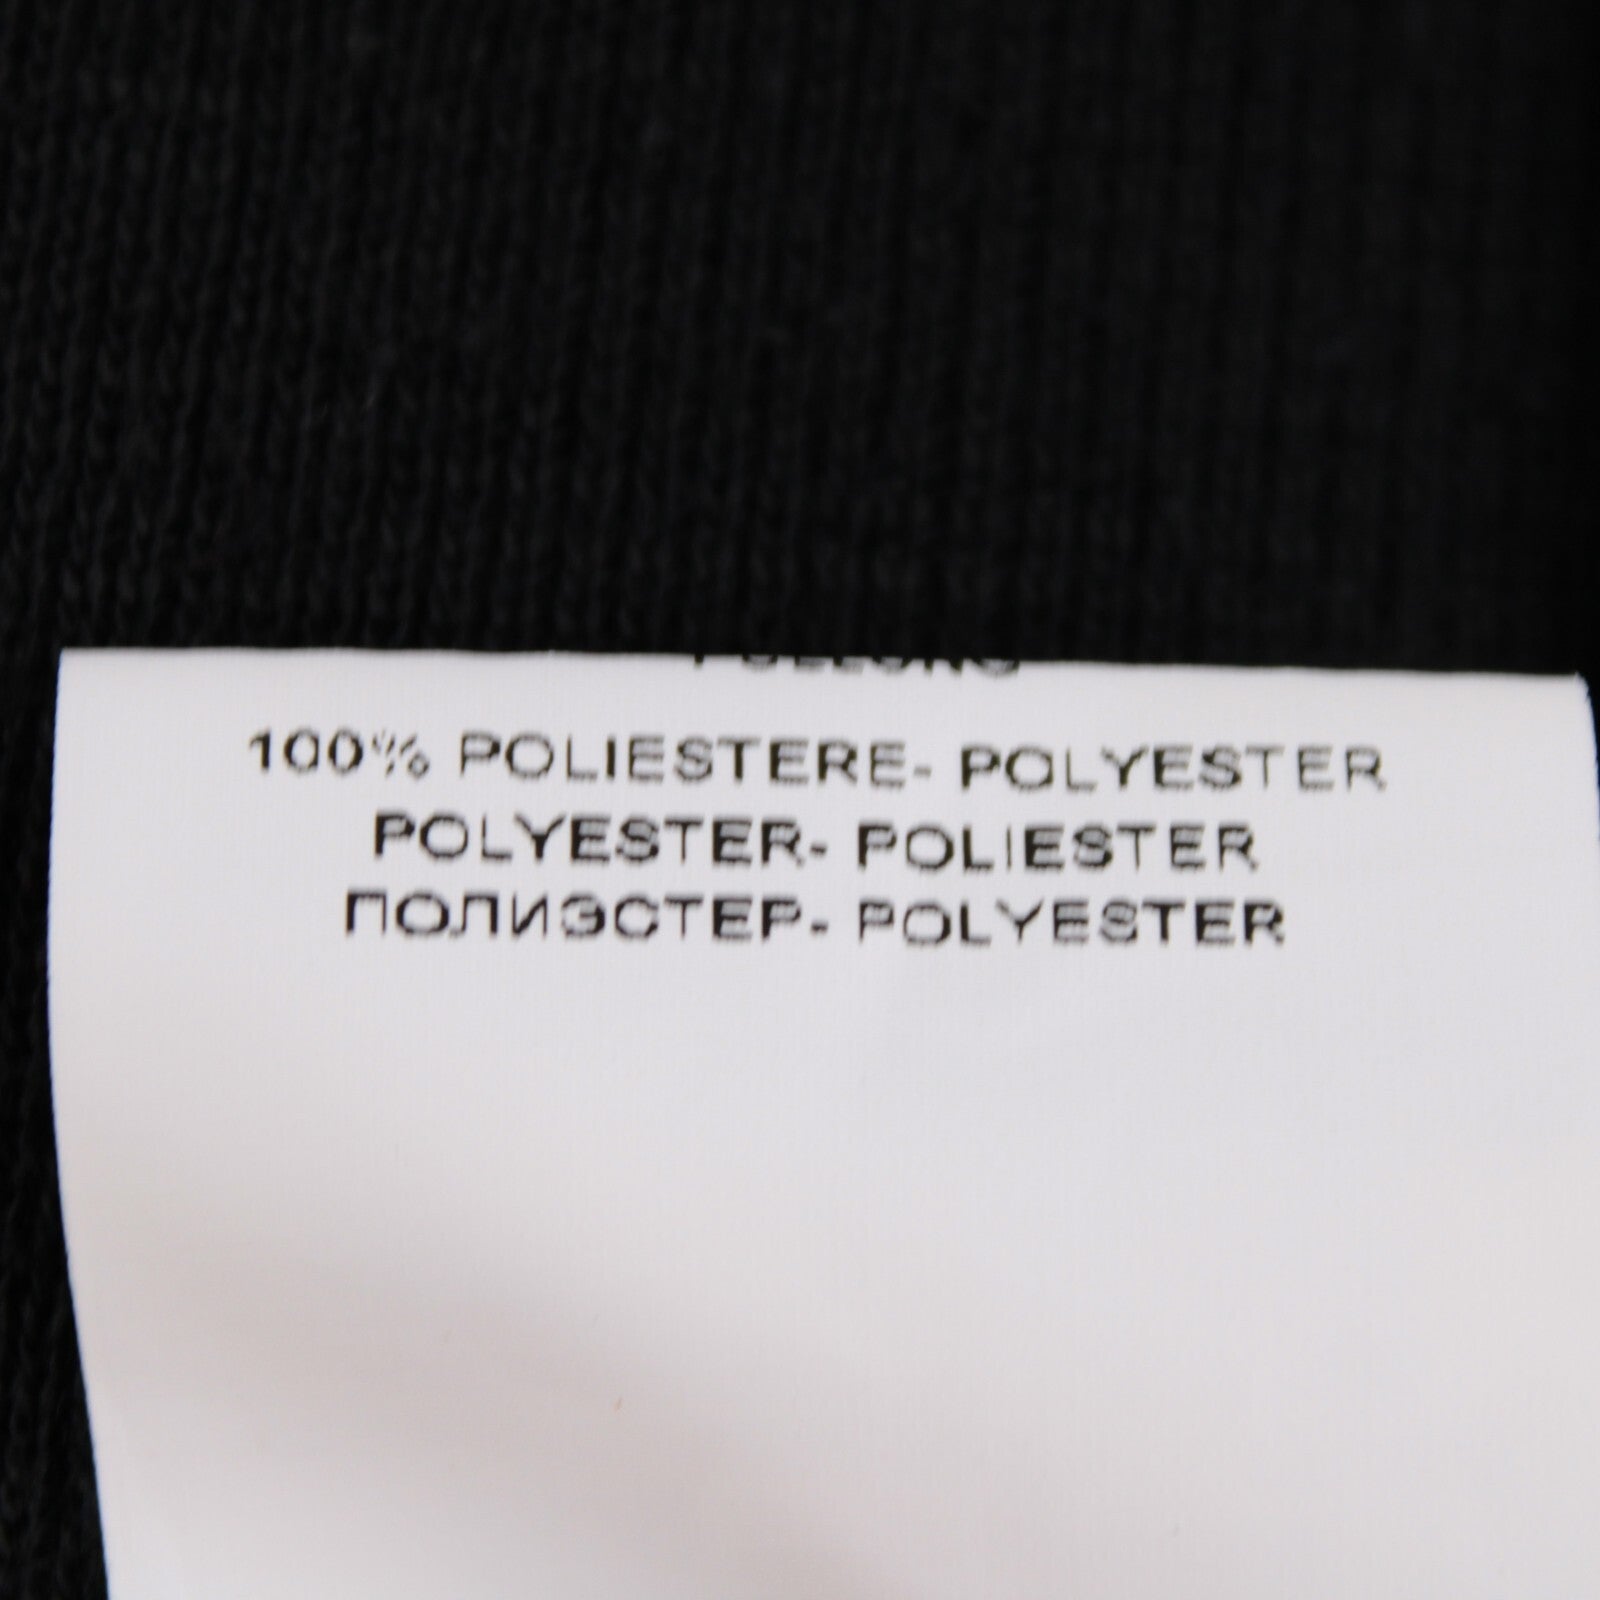 100% POLIESTERE- POLYESTER
POLYESTER- POLIESTER
ПОЛИЭСТЕР- POLYESTER